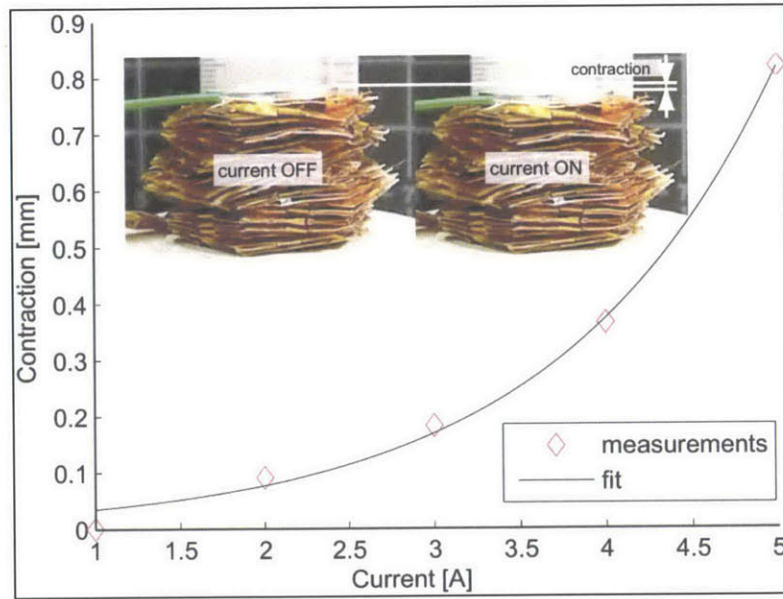 0.9
0.8
0.7
0.6
0.5
0.4
0.3
0.2
0.1
0
Contraction [mm]
contraction
current OFF
current ON
measurements
fit
1 1.5 2 2.5 3 3.5 4 4.5 5
Current [A]